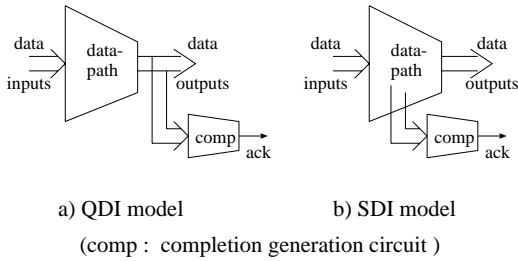 data
inputs
data-
path
data
outputs
comp
ack
a) QDI model
data
inputs
data-
path
data
outputs
comp
ack
b) SDI model
(comp : completion generation circuit )